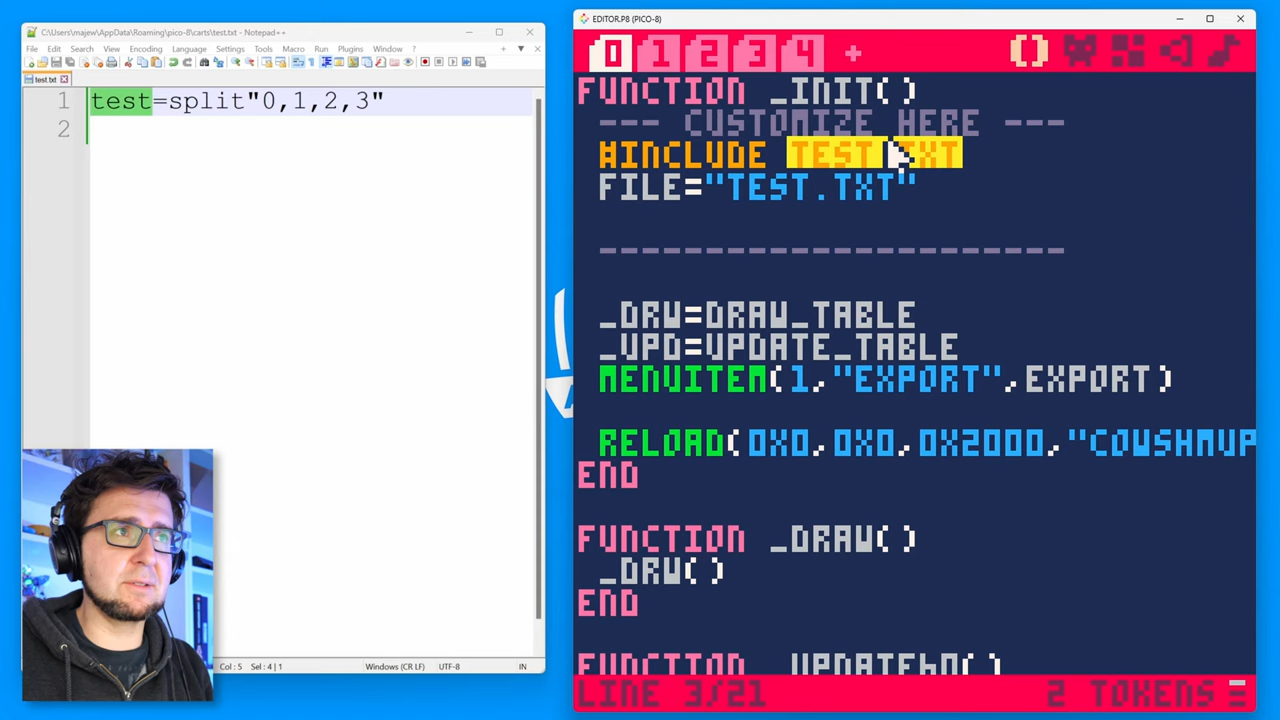 C:\Users\majew\AppData\Roaming\pico-8\carts\test.txt - Notepad++
File Edit Search View Encoding Language Settings Tools Macro Run Plugins Window ?
test.txt
1 test=split"0,1,2,3"
2
Col : 5 Sel : 4 | 1 Windows (CR LF) UTF-8 IN
EDITOR.P8 (PICO-8)
0 1 2 3 4 +
FUNCTION _INIT()
--- CUSTOMIZE HERE ---
#INCLUDE TEST.TXT
FILE="TEST.TXT"
----------------------
_DRW=DRAW_TABLE
_UPD=UPDATE_TABLE
MENUITEM(1,"EXPORT",EXPORT)
RELOAD(0X0,0X0,0X2000,"COWSHMUP
END
FUNCTION _DRAW()
_DRW()
END
FUNCTION _UPDATE60()
LINE 3/21 2 TOKENS